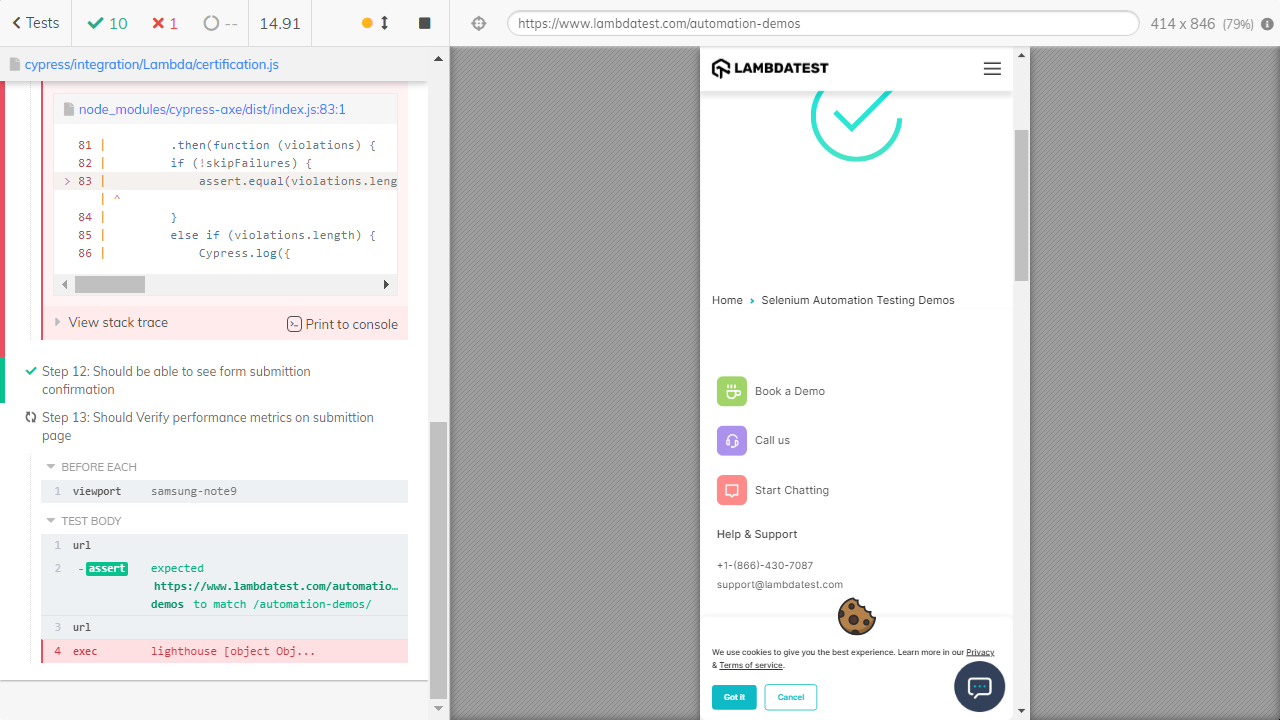 Tests
10
1
--
14.91
https://www.lambdatest.com/automation-demos
414 x 846 (79%)
cypress/integration/Lambda/certification.js
node_modules/cypress-axe/dist/index.js:83:1
81 | .then(function (violations) {
82 | if (!skipFailures) {
> 83 | assert.equal(violations.leng
| ^
84 | }
85 | else if (violations.length) {
86 | Cypress.log({
View stack trace
Print to console
Step 12: Should be able to see form submittion
confirmation
Step 13: Should Verify performance metrics on submittion
page
BEFORE EACH
1 viewport samsung-note9
TEST BODY
1 url
2 -assert expected
https://www.lambdatest.com/automatio…
demos to match /automation-demos/
3 url
4 exec lighthouse [object Obj...
LAMBDATEST
Home > Selenium Automation Testing Demos
Book a Demo
Call us
Start Chatting
Help & Support
+1-(866)-430-7087
support@lambdatest.com
We use cookies to give you the best experience. Learn more in our Privacy
& Terms of service.
Got It
Cancel